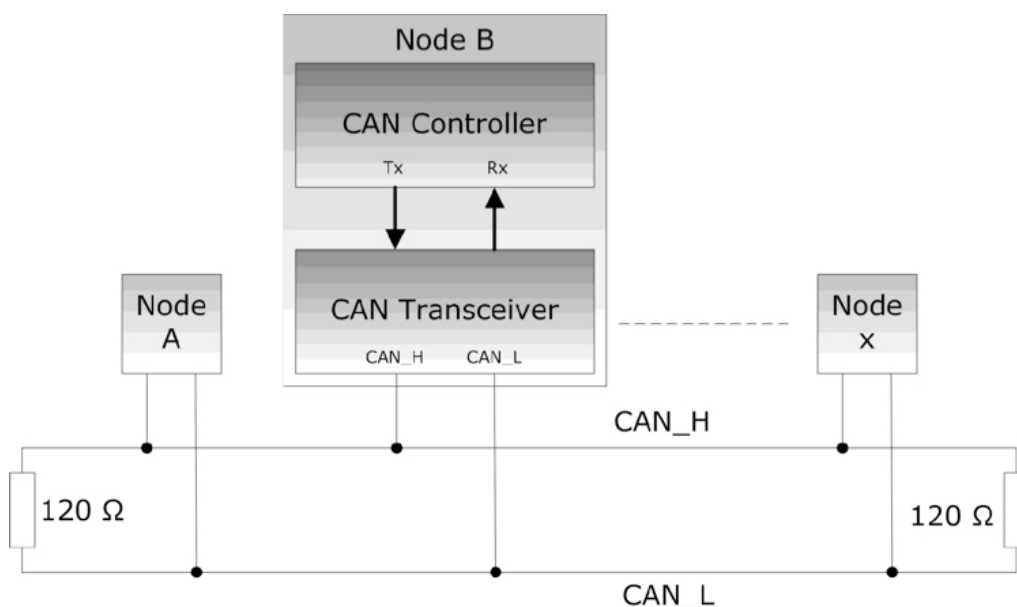 Node B
CAN Controller
Tx Rx
Node
A
CAN Transceiver
CAN_H CAN_L
Node
x
CAN_H
120 Ω
120 Ω
CAN_L